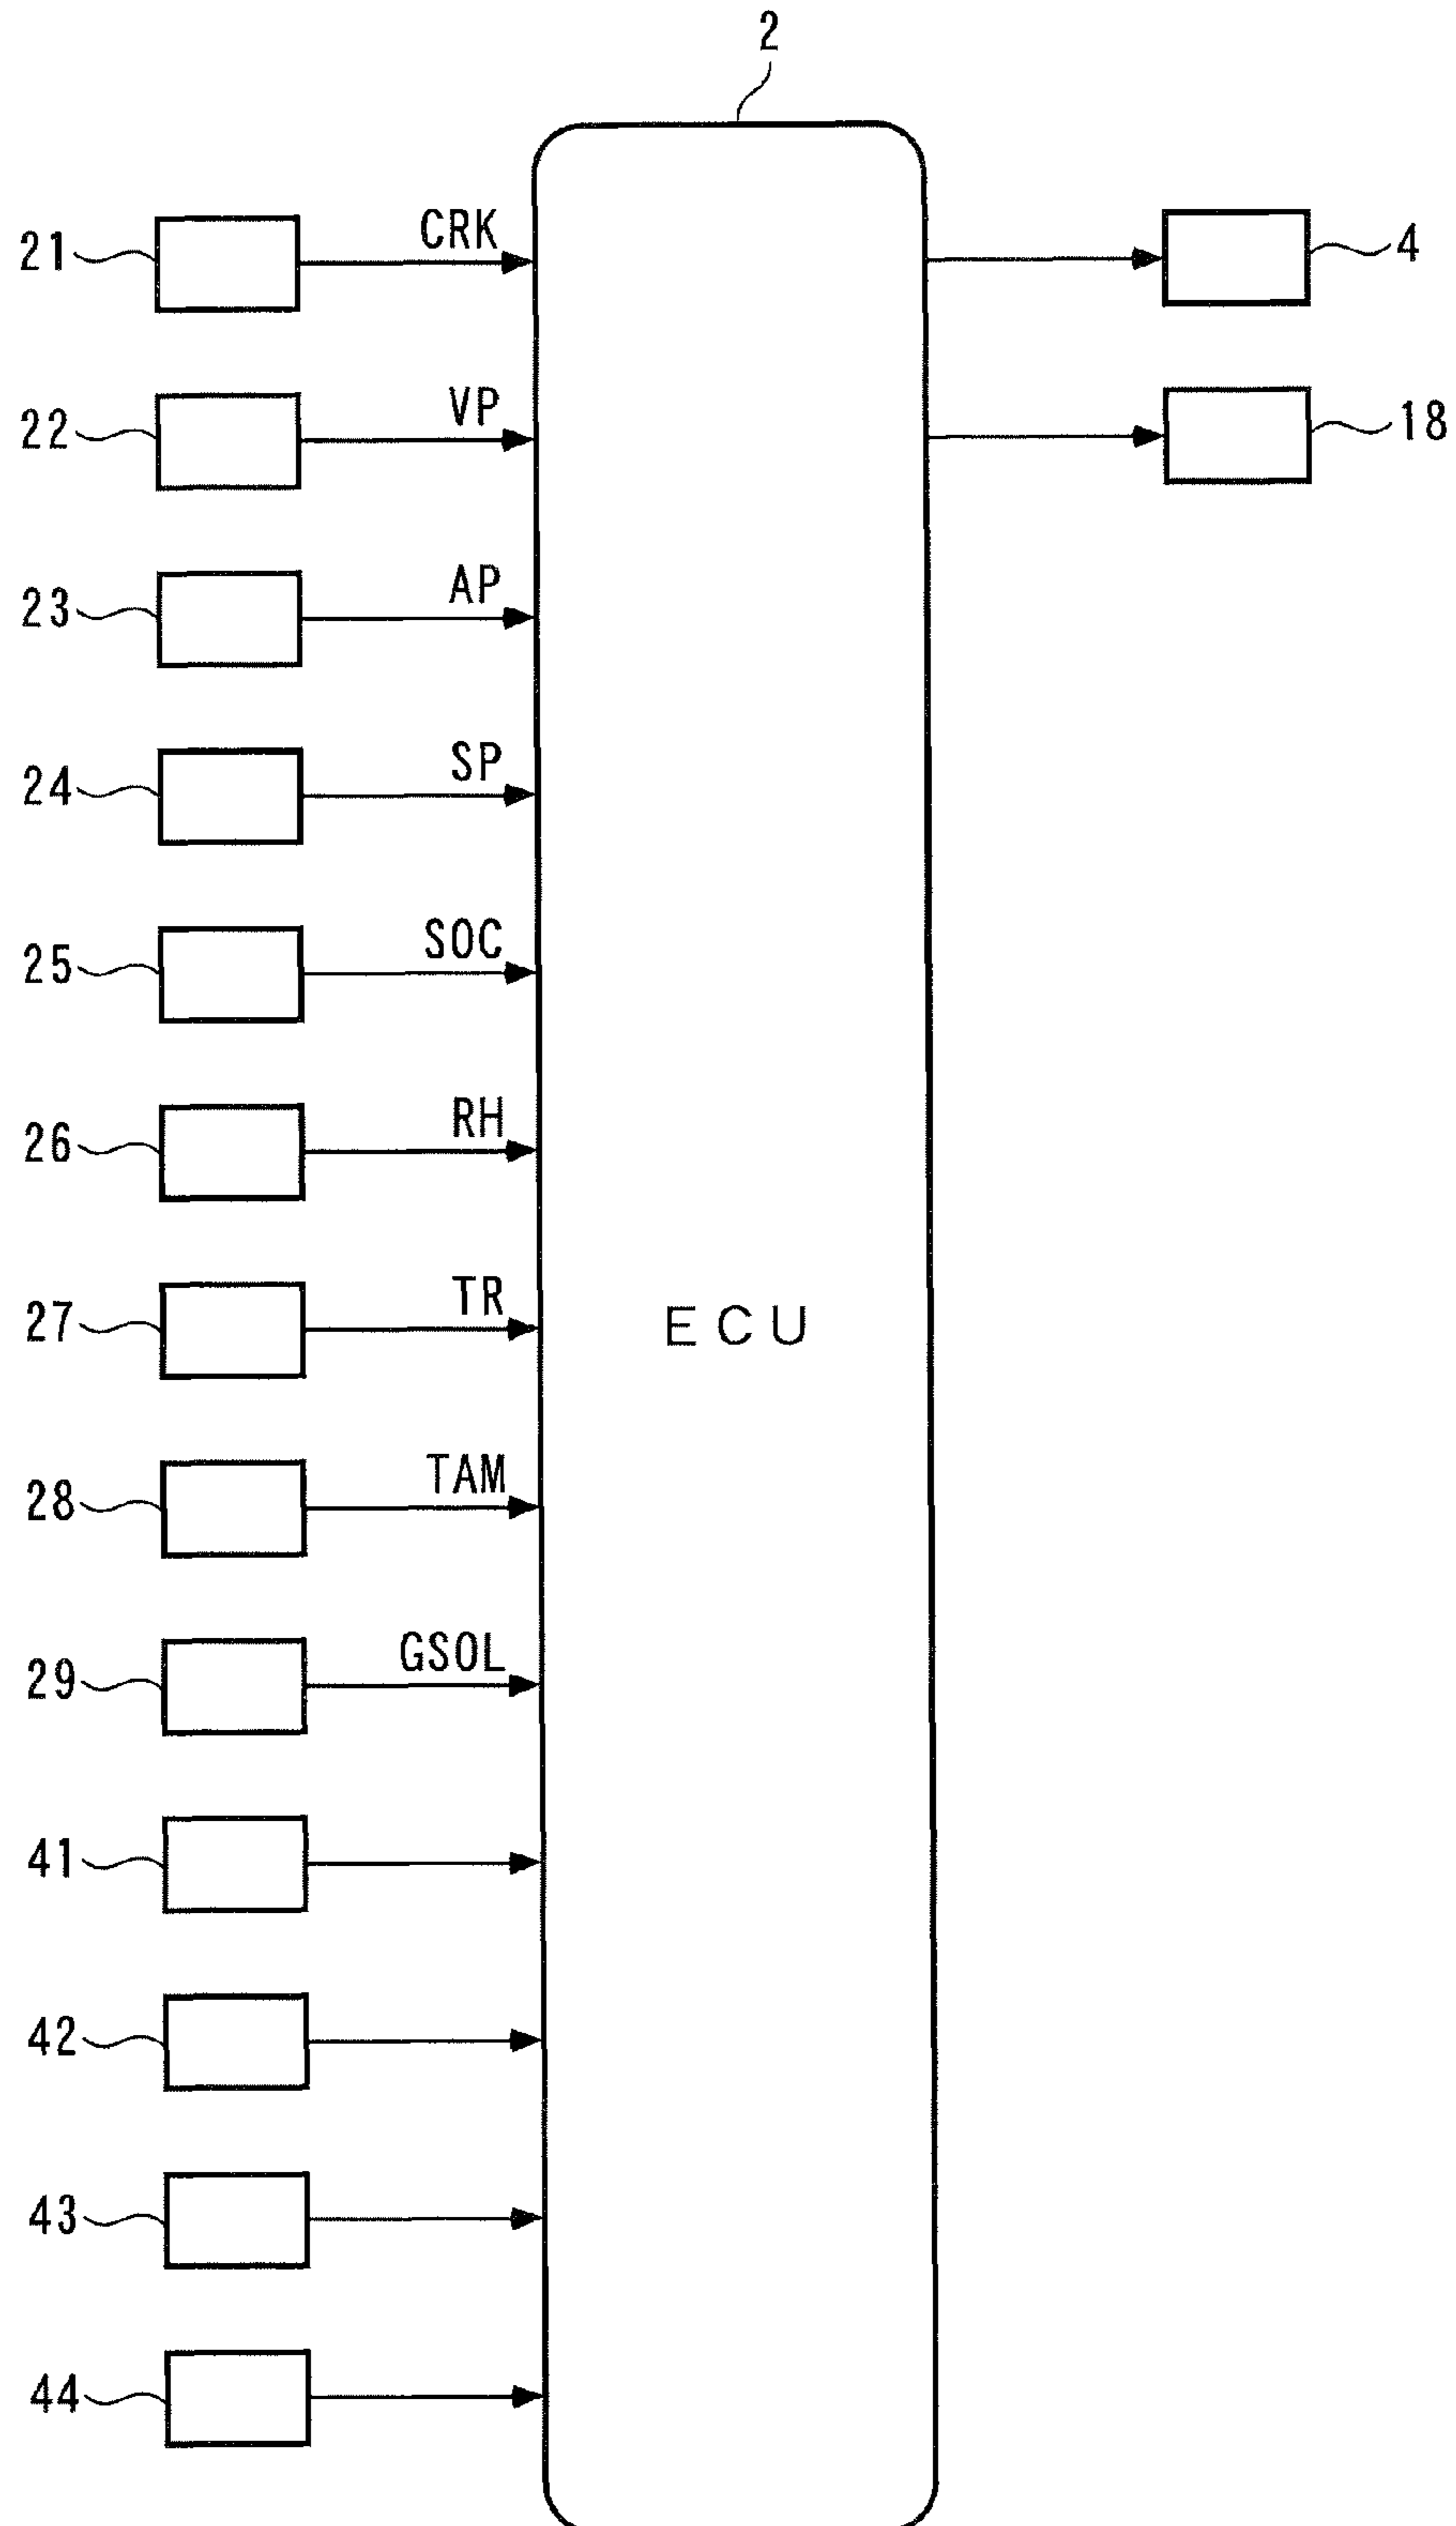 2
21 CRK 4
22 VP 18
23 AP
24 SP
25 SOC
26 RH
27 TR
ECU
28 TAM
29 GSOL
41
42
43
44